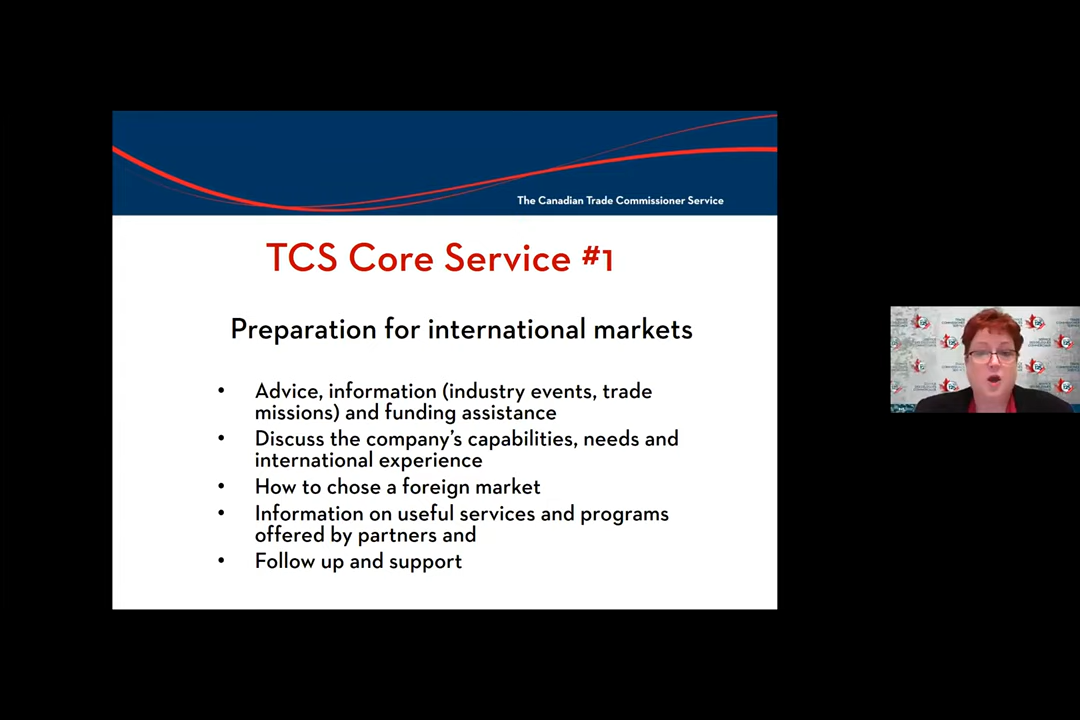 The Canadian Trade Commissioner Service
TCS Core Service #1
Preparation for international markets
• Advice, information (industry events, trade
missions) and funding assistance
• Discuss the company's capabilities, needs and
international experience
• How to chose a foreign market
• Information on useful services and programs
offered by partners and
• Follow up and support